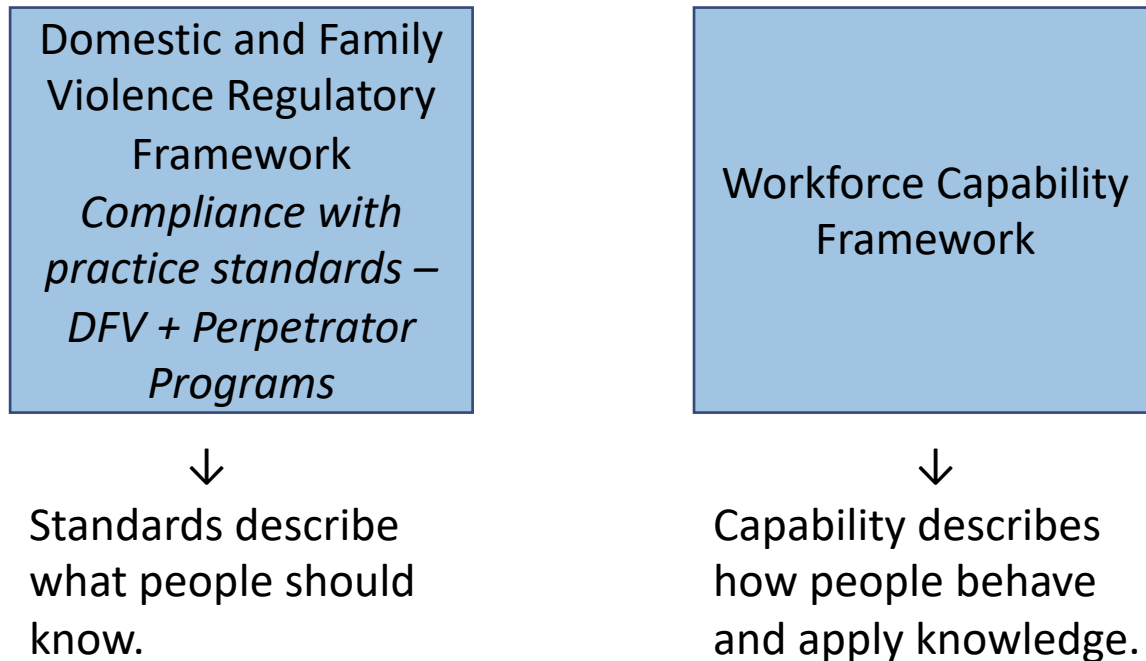 Domestic and Family
Violence Regulatory
Framework
Compliance with
practice standards –
DFV + Perpetrator
Programs
↓
Standards describe
what people should
know.
Workforce Capability
Framework
↓
Capability describes
how people behave
and apply knowledge.